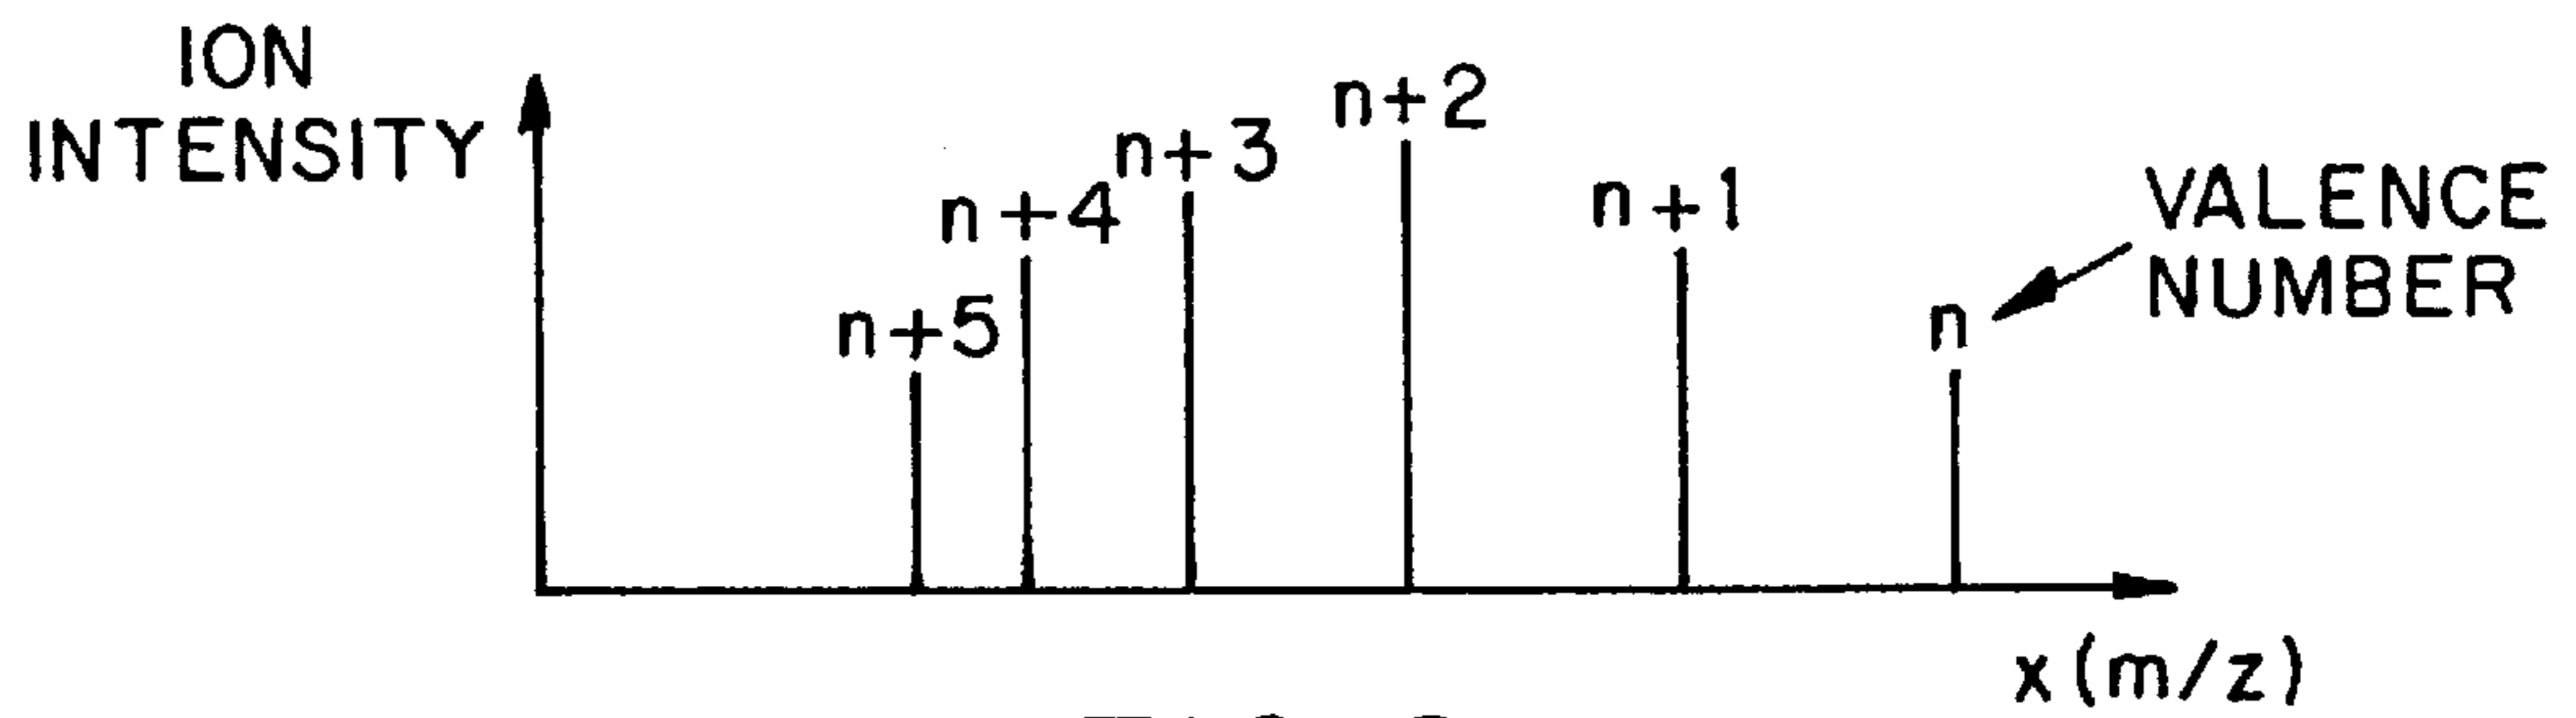 ION
INTENSITY
n+5
n+4
n+3
n+2
n+1
n
VALENCE
NUMBER
x(m/z)